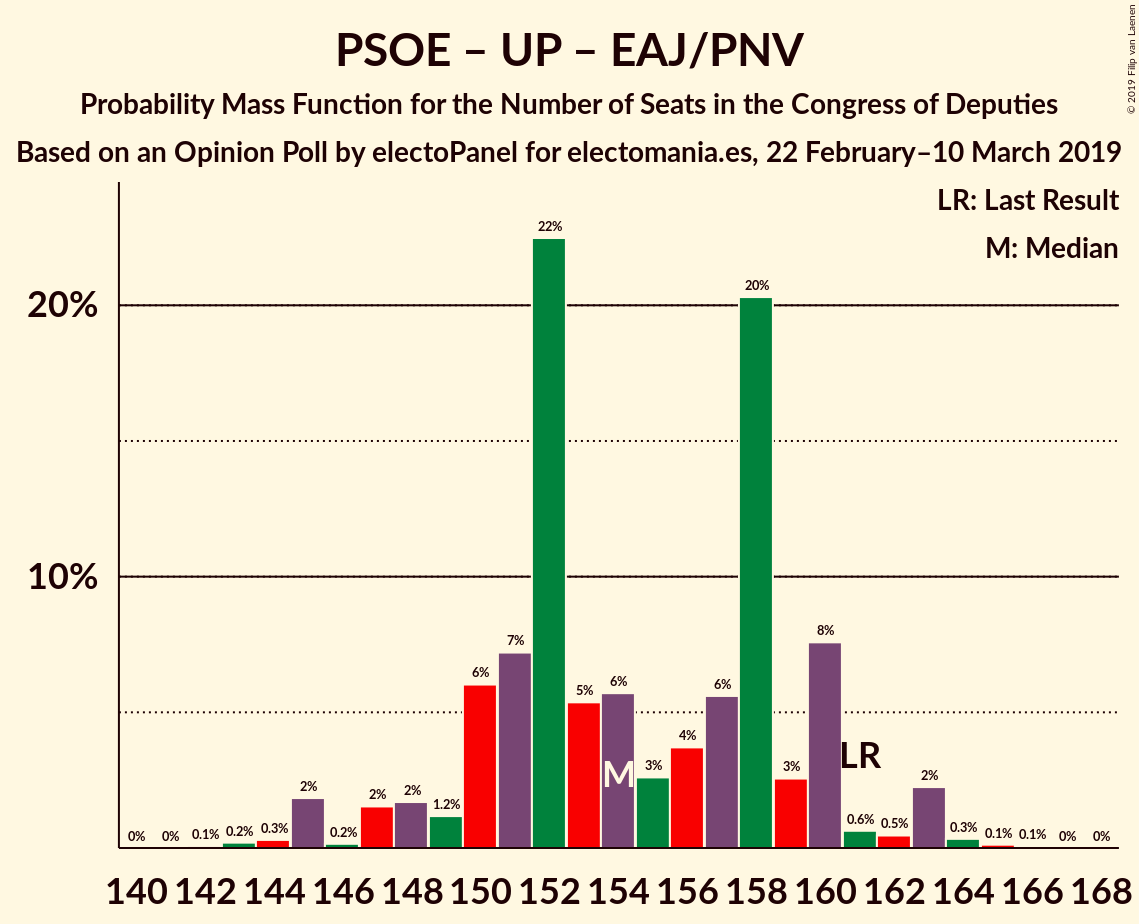 PSOE – UP – EAJ/PNV
Probability Mass Function for the Number of Seats in the Congress of Deputies
Based on an Opinion Poll by electoPanel for electomania.es, 22 February–10 March 2019
© 2019 Filip van Laenen
LR: Last Result
M: Median
20%
10%
0% 0% 0.1% 0.2% 0.3% 2% 0.2% 2% 2% 1.2% 6% 7% 22% 5% 6% 3% 4% 6% 20% 3% 8% 0.6% 0.5% 2% 0.3% 0.1% 0.1% 0% 0%
M
LR
140 142 144 146 148 150 152 154 156 158 160 162 164 166 168